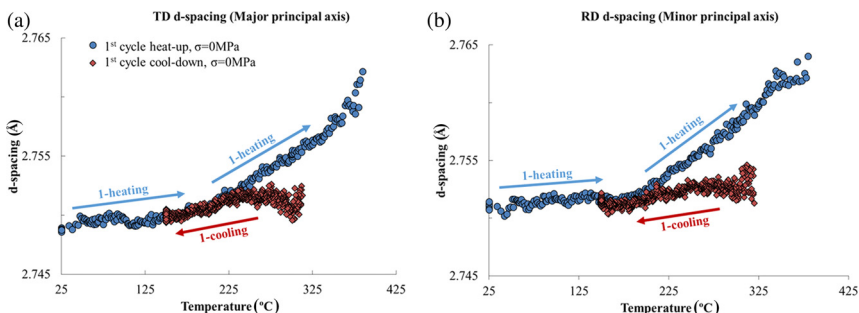 (a)
TD d-spacing (Major principal axis)
2.765
2.755
2.745
d-spacing (Å)
1st cycle heat-up, σ=0MPa
1st cycle cool-down, σ=0MPa
1-heating
1-heating
1-cooling
25
125
225
325
425
Temperature (ºC)
(b)
RD d-spacing (Minor principal axis)
2.765
2.755
2.745
d-spacing (Å)
1-heating
1-heating
1-cooling
25
125
225
325
425
Temperature (ºC)